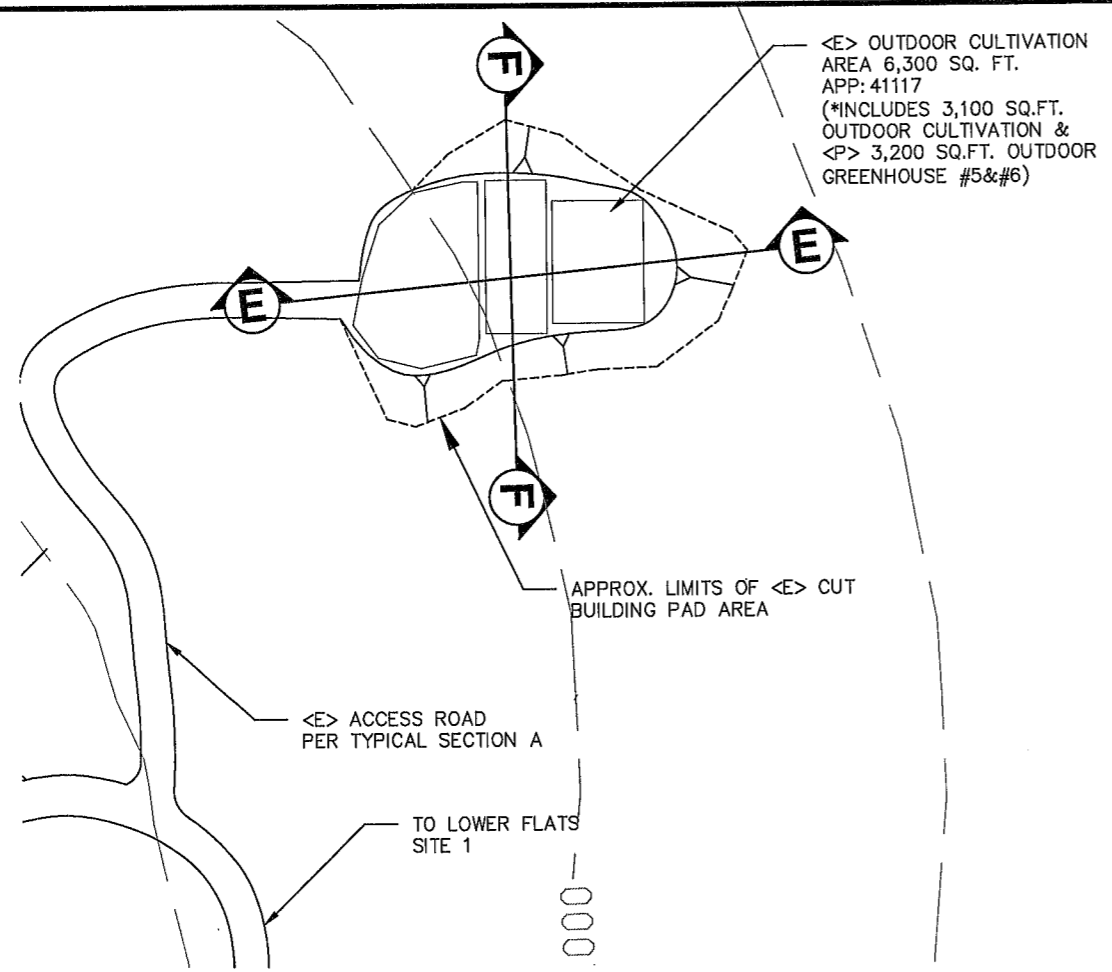 <E> OUTDOOR CULTIVATION
AREA 6,300 SQ. FT.
APP: 41117
(*INCLUDES 3,100 SQ.FT.
OUTDOOR CULTIVATION &
<P> 3,200 SQ.FT. OUTDOOR
GREENHOUSE #5&#6)
F
E
E
F
APPROX. LIMITS OF <E> CUT
BUILDING PAD AREA
<E> ACCESS ROAD
PER TYPICAL SECTION A
TO LOWER FLATS
SITE 1
000